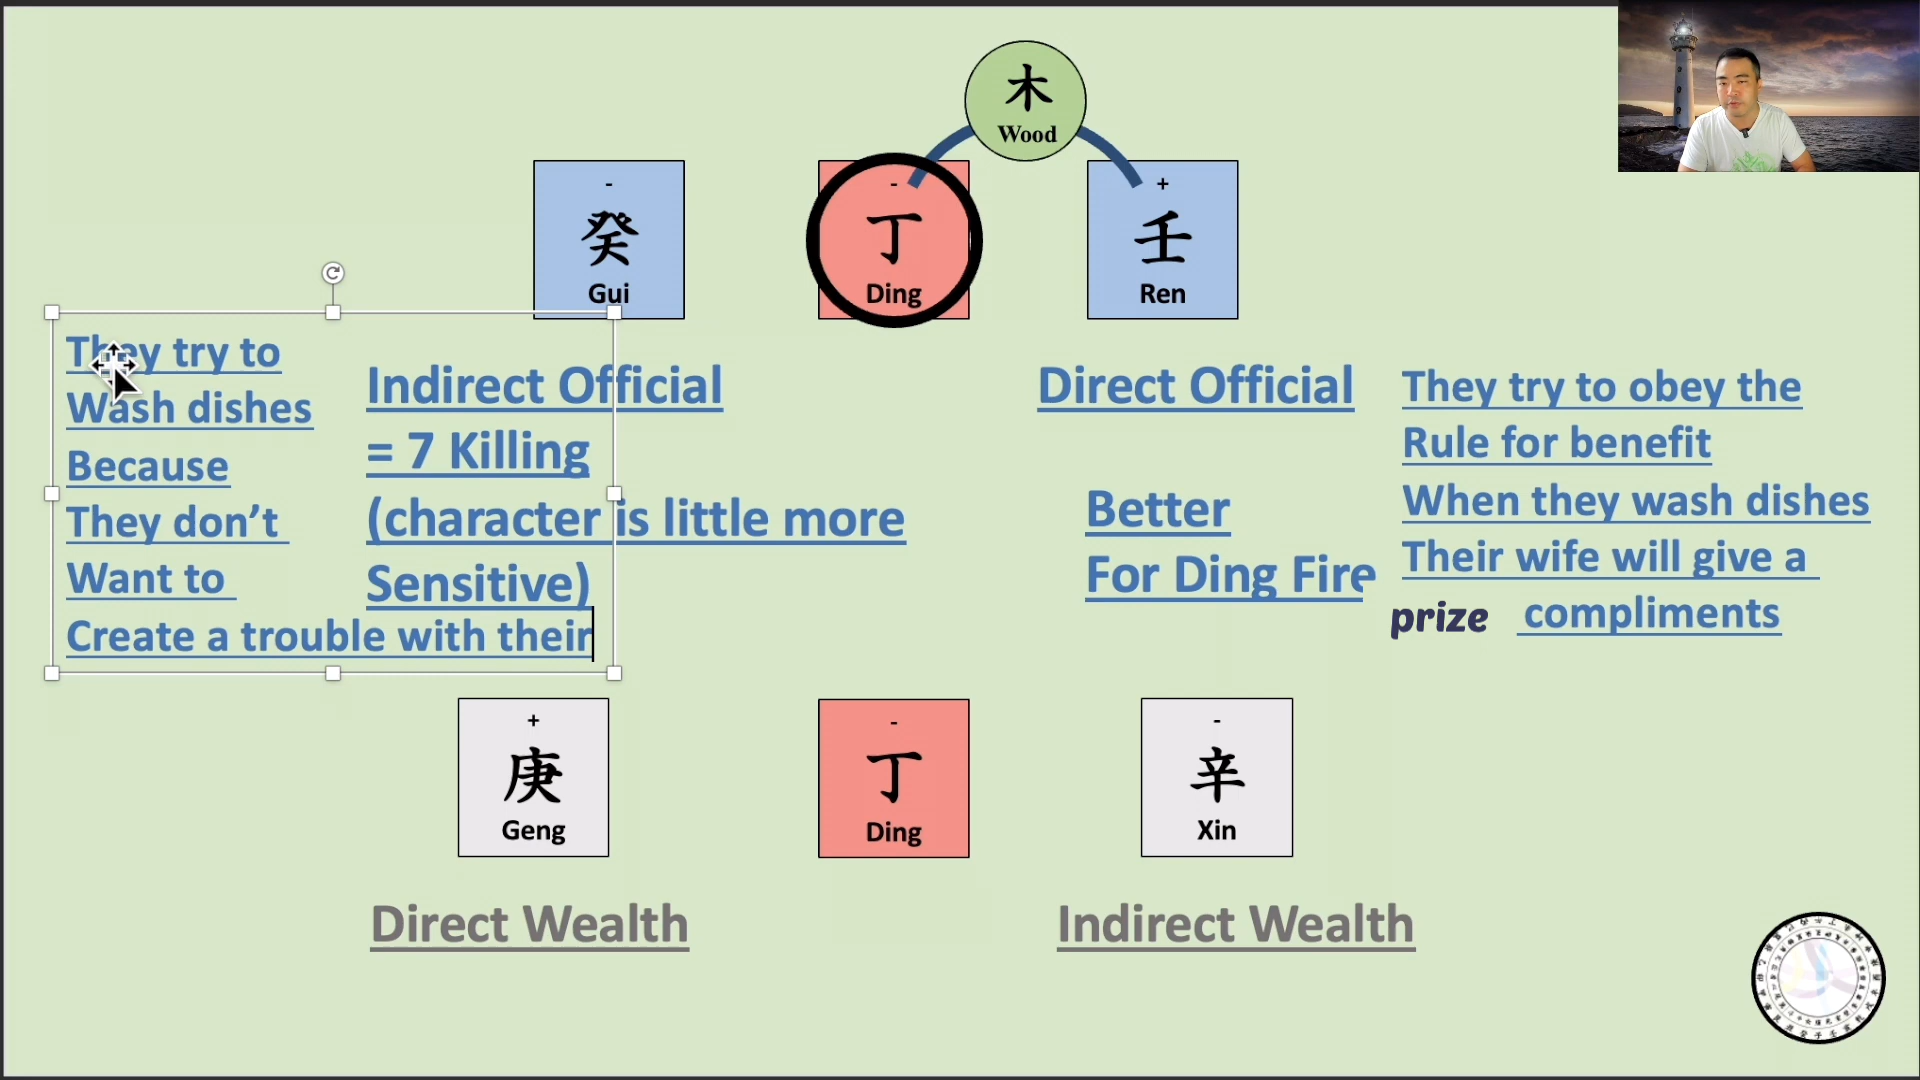 木
Wood
-
癸
Gui
-
丁
Ding
+
壬
Ren
They try to
Wash dishes
Because
They don’t
Want to
Create a trouble with their
Indirect Official
= 7 Killing
(character is little more
Sensitive)
Direct Official
Better
For Ding Fire
They try to obey the
Rule for benefit
When they wash dishes
Their wife will give a
prize compliments
+
庚
Geng
-
丁
Ding
-
辛
Xin
Direct Wealth
Indirect Wealth